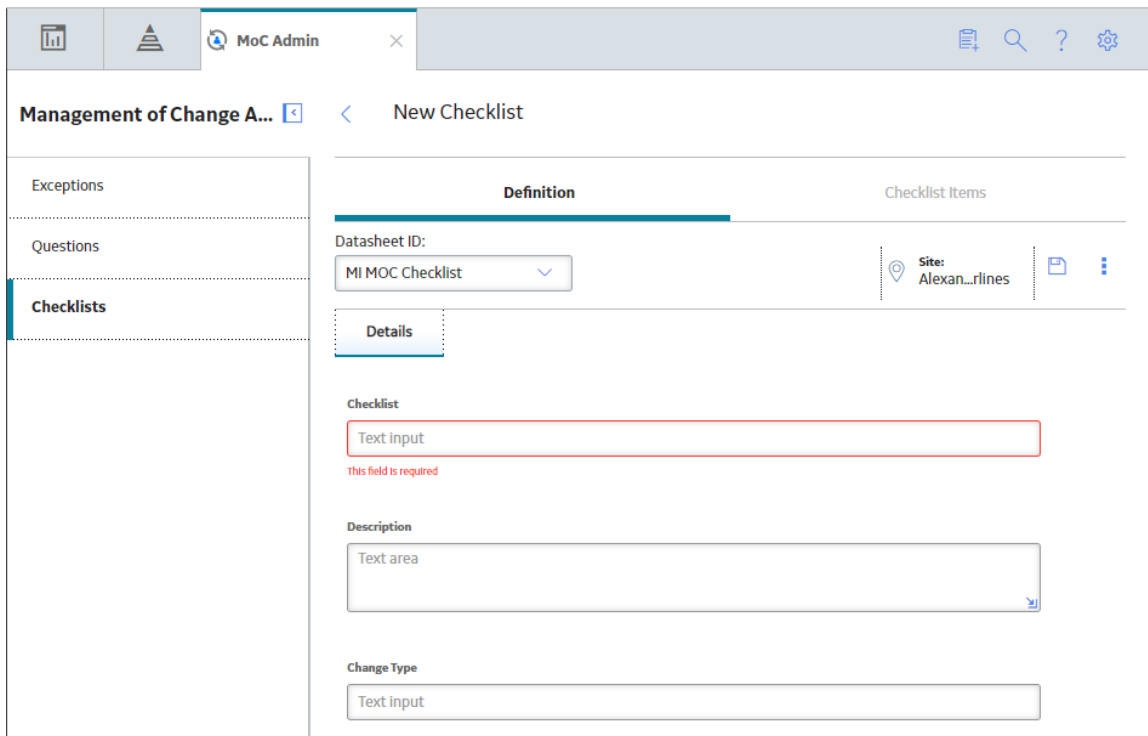 MoC Admin
Management of Change A...
New Checklist
Exceptions
Questions
Checklists
Definition
Checklist Items
Datasheet ID:
MI MOC Checklist
Site:
Alexan...rlines
Details
Checklist
Text input
This field is required
Description
Text area
Change Type
Text input